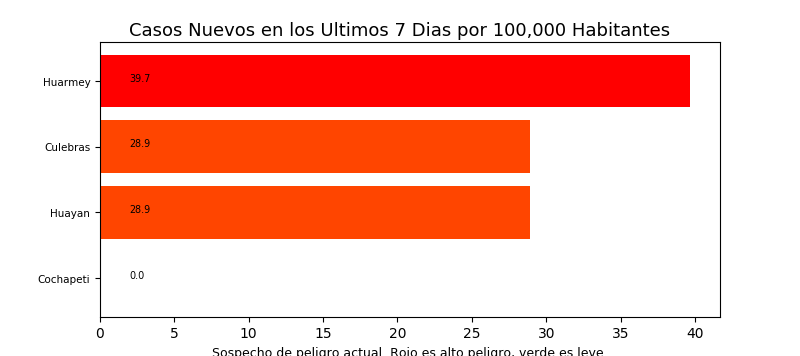 Casos Nuevos en los Ultimos 7 Dias por 100,000 Habitantes
Huarmey 39.7
Culebras 28.9
Huayan 28.9
Cochapeti 0.0
0 5 10 15 20 25 30 35 40
Sospecho de peligro actual. Rojo es alto peligro, verde es leve